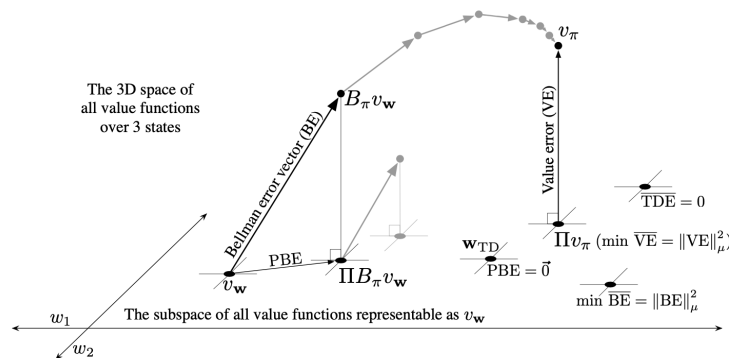 The 3D space of
all value functions
over 3 states
Bellman error vector (BE)
B_π v_w
v_π
Value error (VE)
TDE = 0
Πv_π (min VE = ‖VE‖²_μ)
w_TD
PBE = 0⃗
min BE = ‖BE‖²_μ
PBE
v_w
ΠB_π v_w
The subspace of all value functions representable as v_w
w₁
w₂